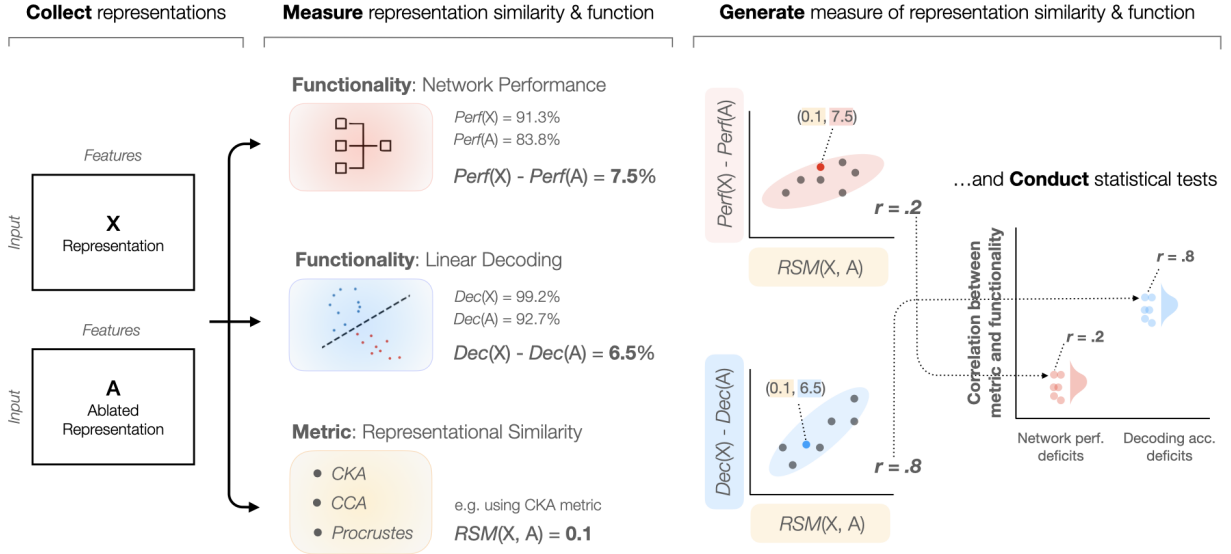 Collect representations
Measure representation similarity & function
Generate measure of representation similarity & function
Features
Input
X
Representation
Features
Input
A
Ablated
Representation
Functionality: Network Performance
Perf(X) = 91.3%
Perf(A) = 83.8%
Perf(X) - Perf(A) = 7.5%
Functionality: Linear Decoding
Dec(X) = 99.2%
Dec(A) = 92.7%
Dec(X) - Dec(A) = 6.5%
Metric: Representational Similarity
CKA
CCA
Procrustes
e.g. using CKA metric
RSM(X, A) = 0.1
Perf(X) - Perf(A)
(0.1, 7.5)
r = .2
RSM(X, A)
Dec(X) - Dec(A)
(0.1, 6.5)
r = .8
RSM(X, A)
…and Conduct statistical tests
Correlation between
metric and functionality
r = .8
r = .2
Network perf.
deficits
Decoding acc.
deficits